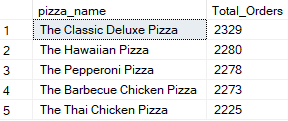 pizza_name Total_Orders
1 The Classic Deluxe Pizza 2329
2 The Hawaiian Pizza 2280
3 The Pepperoni Pizza 2278
4 The Barbecue Chicken Pizza 2273
5 The Thai Chicken Pizza 2225